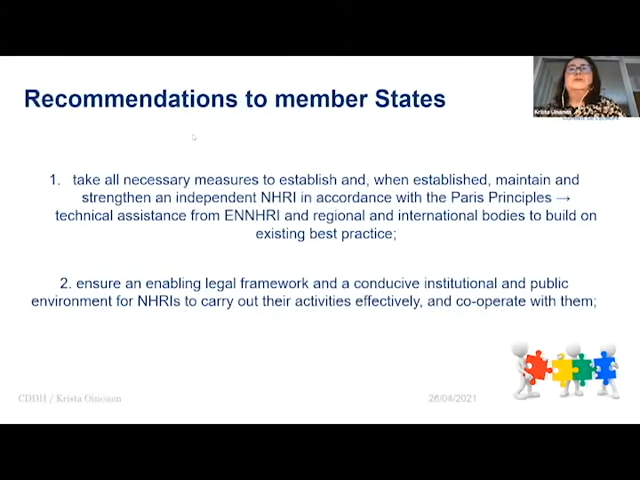 Recommendations to member States
Krista Oinonen
1. take all necessary measures to establish and, when established, maintain and
strengthen an independent NHRI in accordance with the Paris Principles →
technical assistance from ENNHRI and regional and international bodies to build on
existing best practice;
2. ensure an enabling legal framework and a conducive institutional and public
environment for NHRIs to carry out their activities effectively, and co-operate with them;
CDDH / Krista Oinonen
26/04/2021